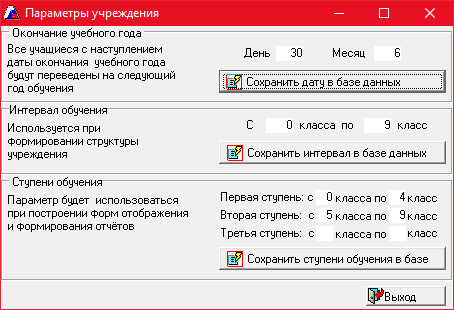 Параметры учреждения
Окончание учебного года
Все учащиеся с наступлением
даты окончания учебного года
будут переведены на следующий
год обучения
День 30 Месяц 6
Сохранить дату в базе данных
Интервал обучения
Используется при
формировании структуры
учреждения
С 0 класса по 9 класс
Сохранить интервал в базе данных
Ступени обучения
Параметр будет использоваться
при построении форм отображения
и формирования отчётов
Первая ступень: с 0 класса по 4 класс
Вторая ступень: с 5 класса по 9 класс
Третья ступень: с класса по класс
Сохранить ступени обучения в базе
Выход